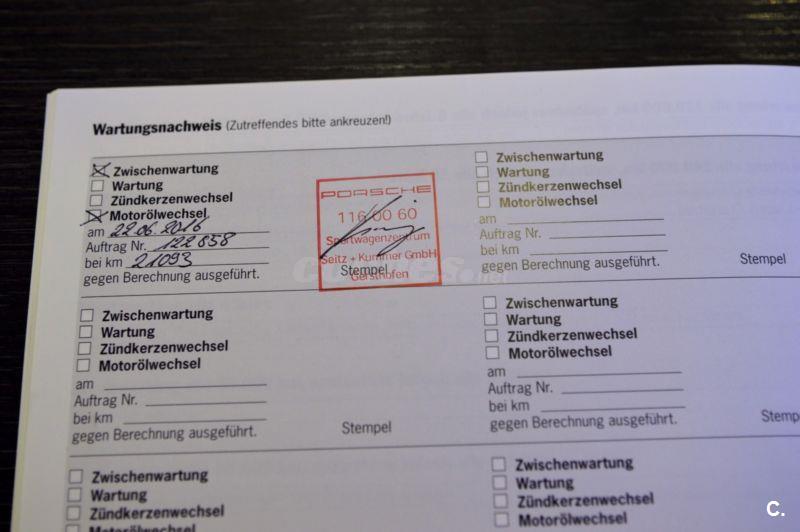 Wartungsnachweis (Zutreffendes bitte ankreuzen!)
Zwischenwartung
Wartung
Zündkerzenwechsel
Motorölwechsel
am 22.06.2016
Auftrag Nr. 122858
bei km 21093
gegen Berechnung ausgeführt.
PORSCHE
116 00 60
Sportwagenzentrum
Seitz + Kummer GmbH
Gersthofen
Stempel
Zwischenwartung
Wartung
Zündkerzenwechsel
Motorölwechsel
am
Auftrag Nr.
bei km
gegen Berechnung ausgeführt.
Stempel
Zwischenwartung
Wartung
Zündkerzenwechsel
Motorölwechsel
am
Auftrag Nr.
bei km
gegen Berechnung ausgeführt.
Stempel
Zwischenwartung
Wartung
Zündkerzenwechsel
Motorölwechsel
am
Auftrag Nr.
bei km
gegen Berechnung ausgeführt.
Stemp
Zwischenwartung
Wartung
Zündkerzenwechsel
Motorölwechsel
Zwischenwartung
Wartung
Zündkerzenwechsel
Motorölwechsel
C.